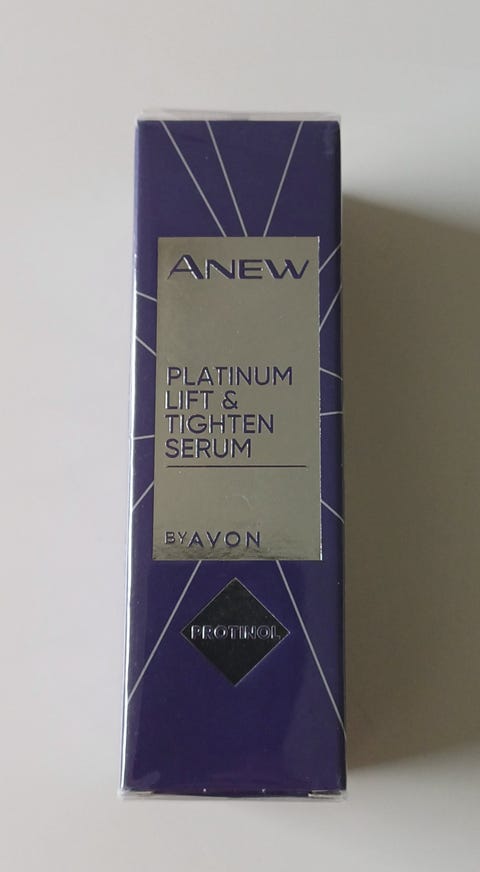 ANEW
PLATINUM
LIFT &
TIGHTEN
SERUM
BY AVON
PROTINOL